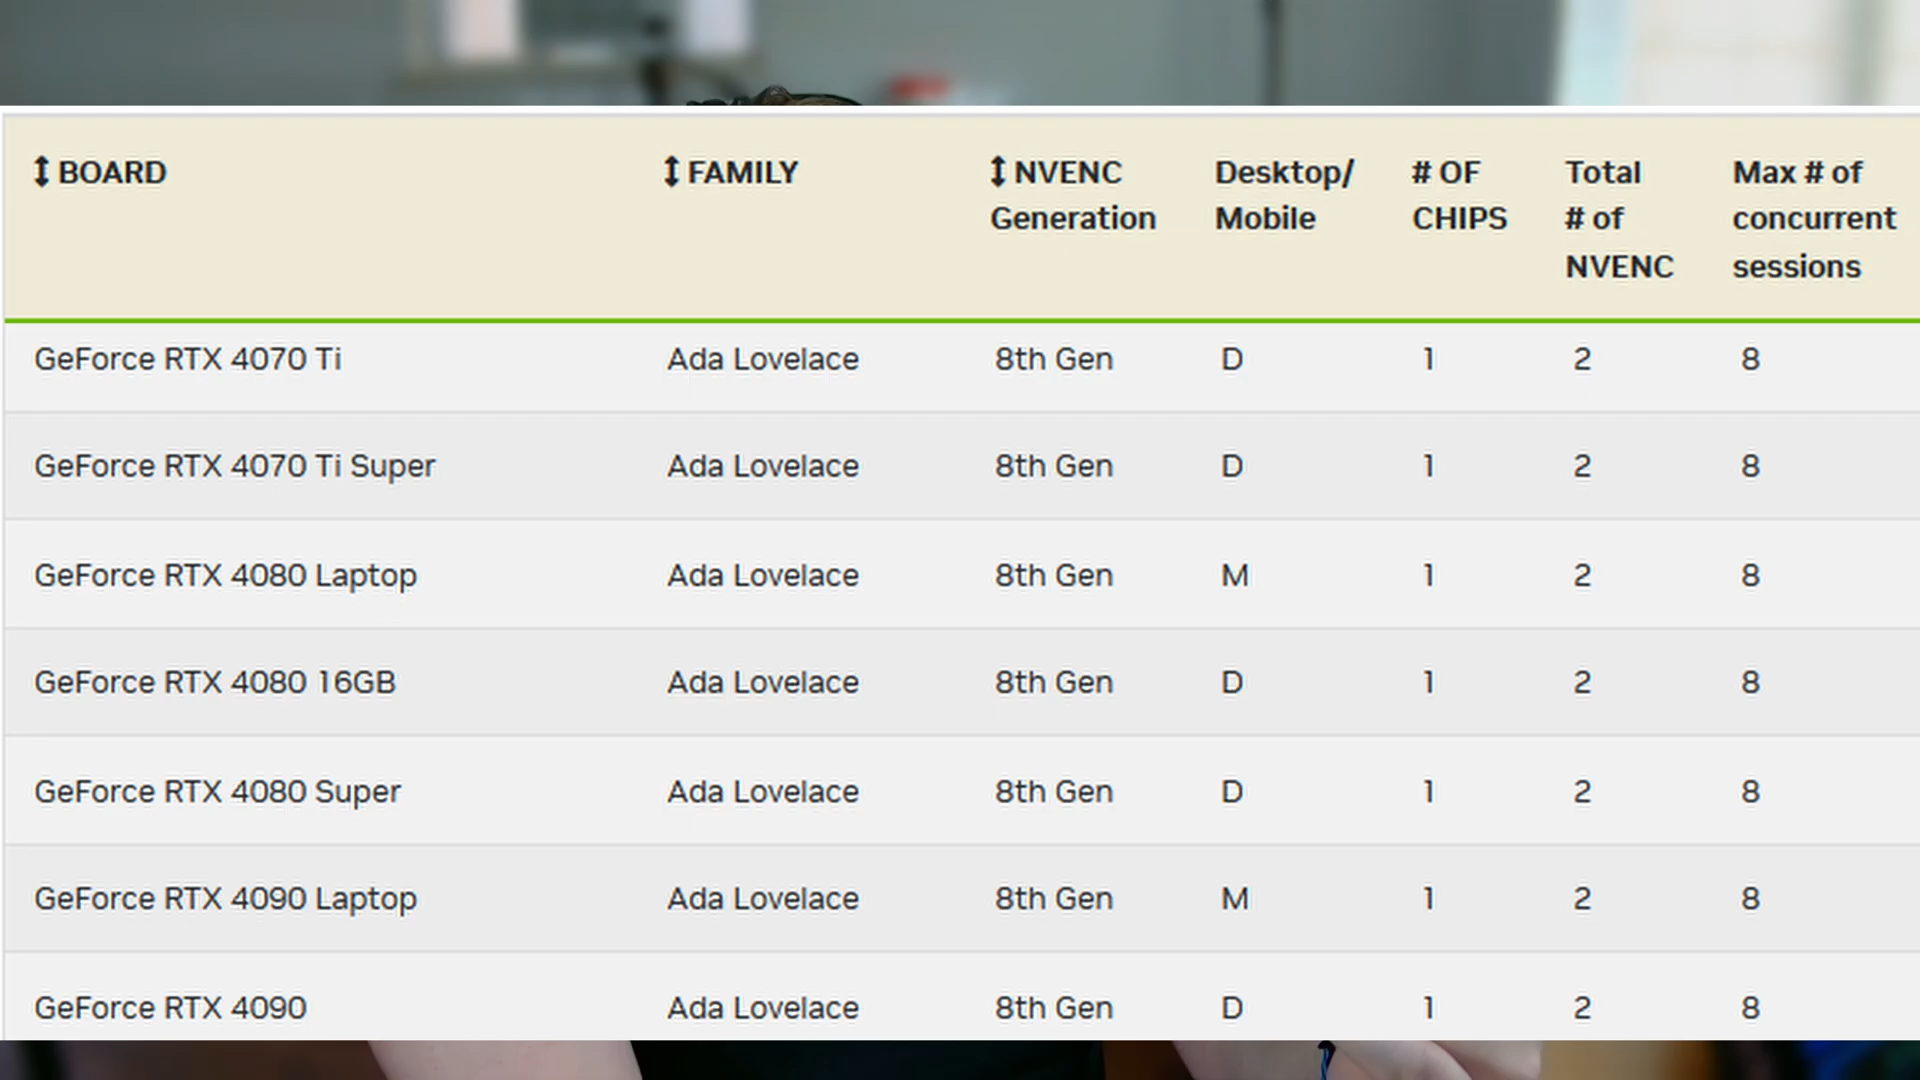 ↕ BOARD ↕ FAMILY ↕ NVENC Generation Desktop/ Mobile # OF CHIPS Total # of NVENC Max # of concurrent sessions
GeForce RTX 4070 Ti Ada Lovelace 8th Gen D 1 2 8
GeForce RTX 4070 Ti Super Ada Lovelace 8th Gen D 1 2 8
GeForce RTX 4080 Laptop Ada Lovelace 8th Gen M 1 2 8
GeForce RTX 4080 16GB Ada Lovelace 8th Gen D 1 2 8
GeForce RTX 4080 Super Ada Lovelace 8th Gen D 1 2 8
GeForce RTX 4090 Laptop Ada Lovelace 8th Gen M 1 2 8
GeForce RTX 4090 Ada Lovelace 8th Gen D 1 2 8